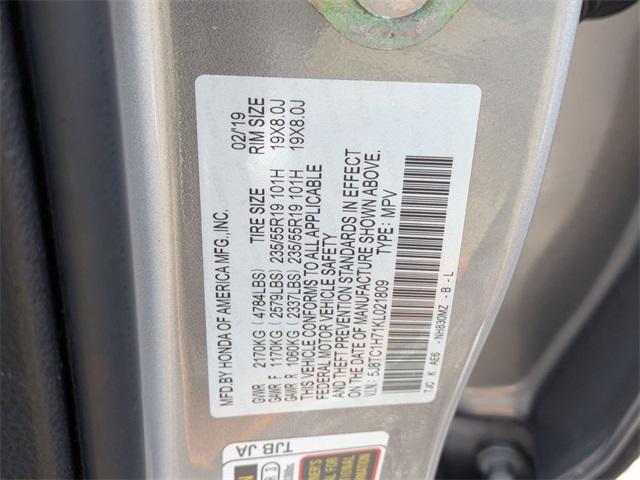 MFD.BY HONDA OF AMERICA MFG.,INC. 02/'19
GVWR 2170KG ( 4784LBS) TIRE SIZE RIM SIZE
GAWR F 1170KG ( 2579LBS) 235/55R19 101H 19X8.0J
GAWR R 1060KG ( 2337LBS) 235/55R19 101H 19X8.0J
THIS VEHICLE CONFORMS TO ALL APPLICABLE
FEDERAL MOTOR VEHICLE SAFETY
AND THEFT PREVENTION STANDARDS IN EFFECT
ON THE DATE OF MANUFACTURE SHOWN ABOVE.
V.I.N.: 5J8TC1H71KL021809 TYPE: MPV
TJC K AE6 -NH830MZ - B - L
TJB JA